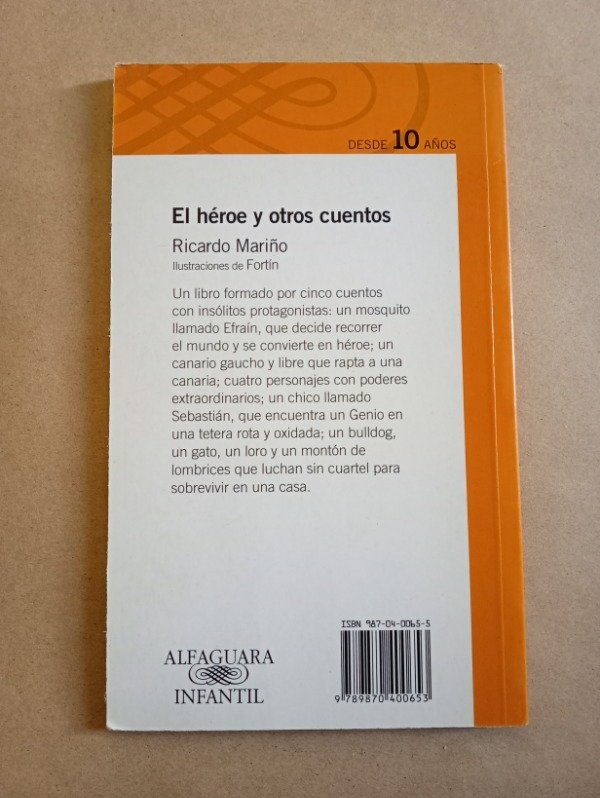 DESDE 10 AÑOS
El héroe y otros cuentos
Ricardo Mariño
Ilustraciones de Fortín
Un libro formado por cinco cuentos
con insólitos protagonistas: un mosquito
llamado Efraín, que decide recorrer
el mundo y se convierte en héroe; un
canario gaucho y libre que rapta a una
canaria; cuatro personajes con poderes
extraordinarios; un chico llamado
Sebastián, que encuentra un Genio en
una tetera rota y oxidada; un bulldog,
un gato, un loro y un montón de
lombrices que luchan sin cuartel para
sobrevivir en una casa.
ISBN 987-04-0065-5
ALFAGUARA
INFANTIL
9 789870 400653